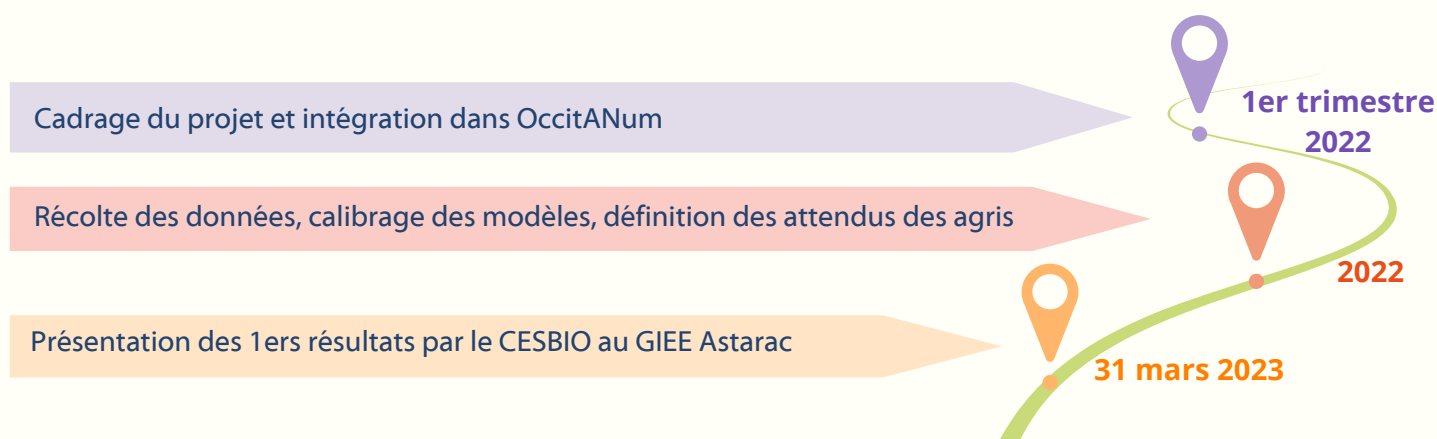 Cadrage du projet et intégration dans OccitANum
1er trimestre
2022
Récolte des données, calibrage des modèles, définition des attendus des agris
2022
Présentation des 1ers résultats par le CESBIO au GIEE Astarac
31 mars 2023